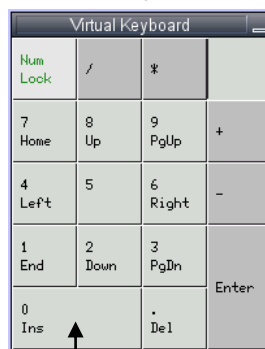 Virtual Keyboard
Num
Lock
/
*
7
Home
8
Up
9
PgUp
+
4
Left
5
6
Right
-
1
End
2
Down
3
PgDn
Enter
0
Ins
.
Del